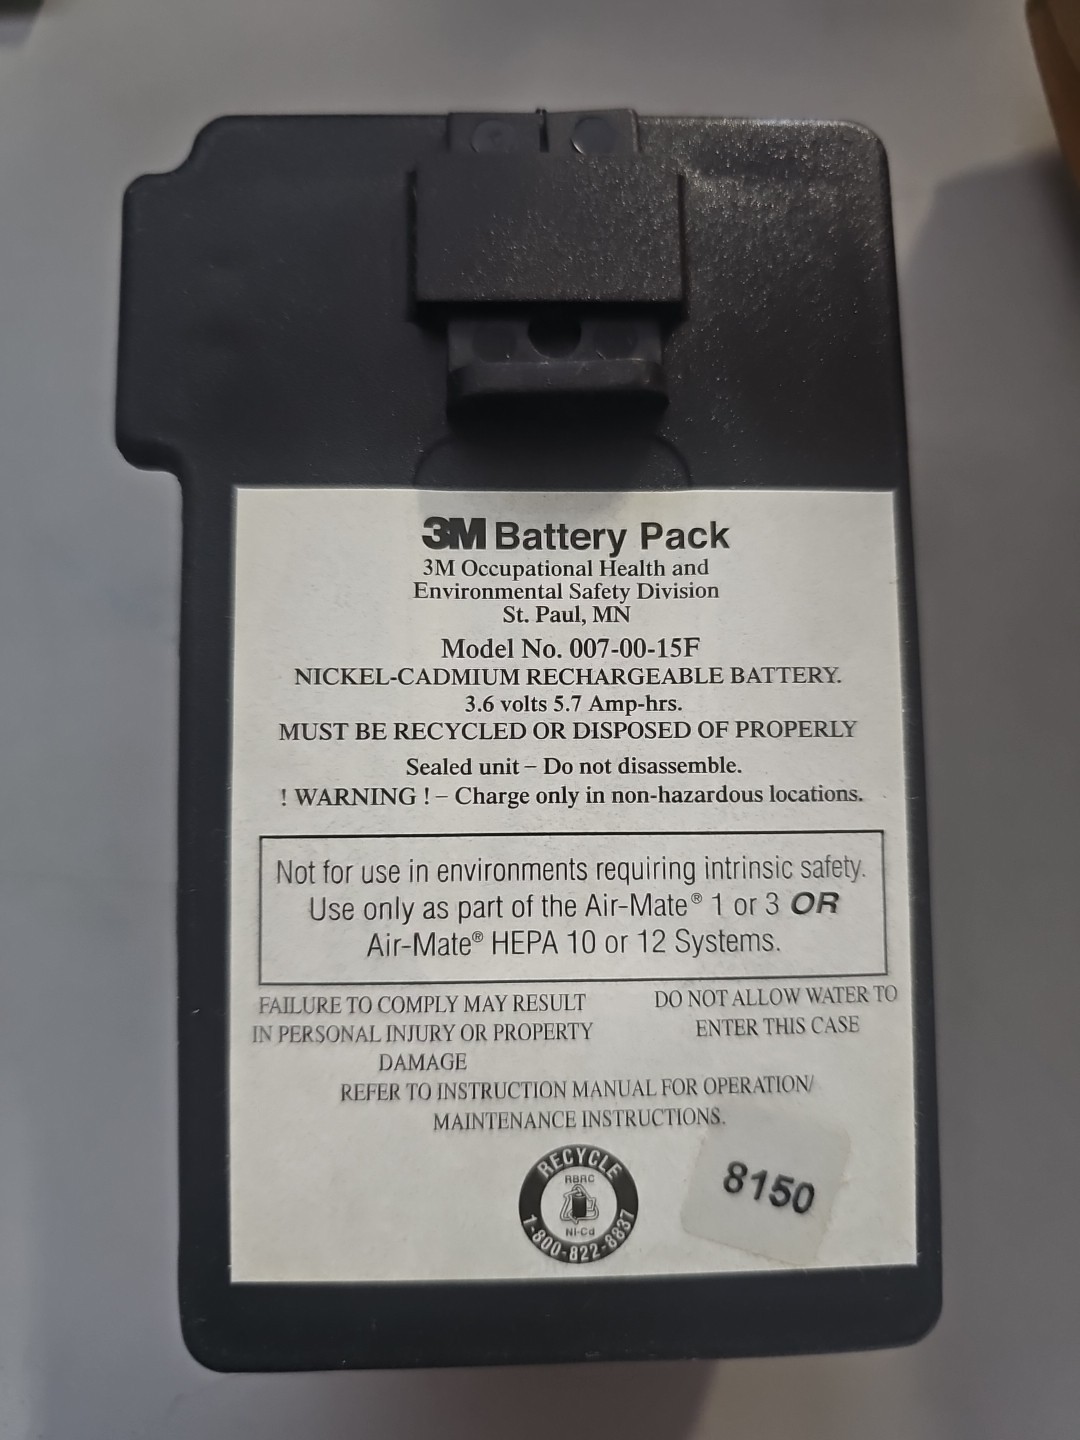 3M Battery Pack
3M Occupational Health and
Environmental Safety Division
St. Paul, MN
Model No. 007-00-15F
NICKEL-CADMIUM RECHARGEABLE BATTERY.
3.6 volts 5.7 Amp-hrs.
MUST BE RECYCLED OR DISPOSED OF PROPERLY
Sealed unit – Do not disassemble.
! WARNING ! – Charge only in non-hazardous locations.
Not for use in environments requiring intrinsic safety.
Use only as part of the Air-Mate® 1 or 3 OR
Air-Mate® HEPA 10 or 12 Systems.
FAILURE TO COMPLY MAY RESULT
IN PERSONAL INJURY OR PROPERTY
DAMAGE
DO NOT ALLOW WATER TO
ENTER THIS CASE
REFER TO INSTRUCTION MANUAL FOR OPERATION/
MAINTENANCE INSTRUCTIONS.
RECYCLE
RBRC
Ni-Cd
1-800-822-8837
8150